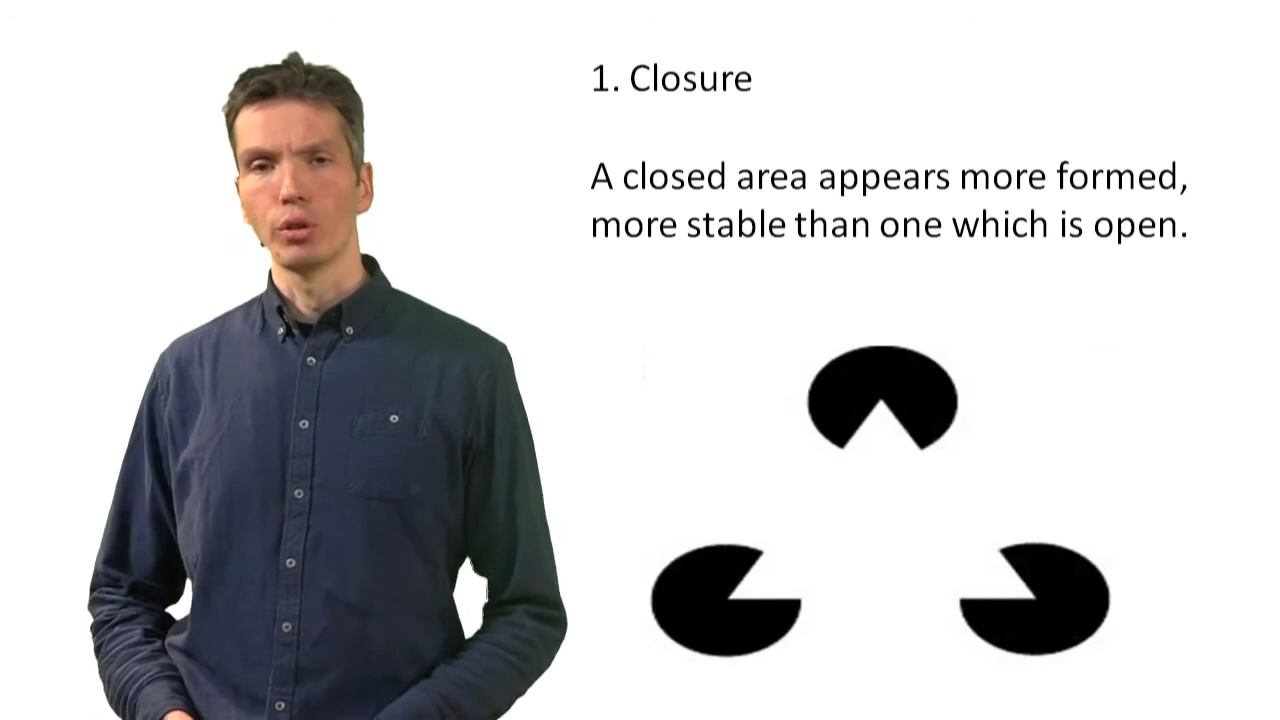 1. Closure
A closed area appears more formed,
more stable than one which is open.